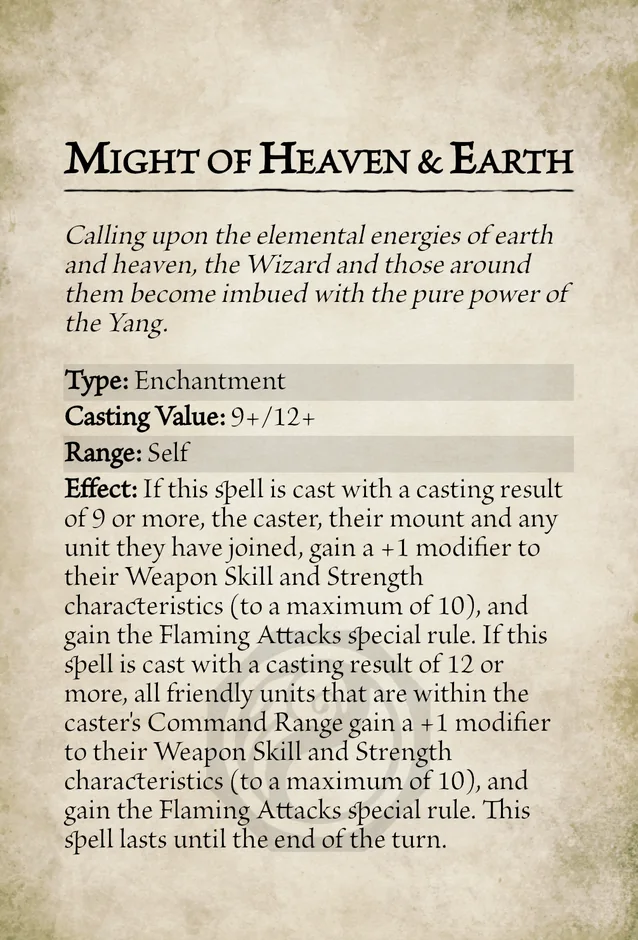 Might of Heaven & Earth
Calling upon the elemental energies of earth
and heaven, the Wizard and those around
them become imbued with the pure power of
the Yang.
Type: Enchantment
Casting Value: 9+/12+
Range: Self
Effect: If this spell is cast with a casting result
of 9 or more, the caster, their mount and any
unit they have joined, gain a +1 modifier to
their Weapon Skill and Strength
characteristics (to a maximum of 10), and
gain the Flaming Attacks special rule. If this
spell is cast with a casting result of 12 or
more, all friendly units that are within the
caster's Command Range gain a +1 modifier
to their Weapon Skill and Strength
characteristics (to a maximum of 10), and
gain the Flaming Attacks special rule. This
spell lasts until the end of the turn.